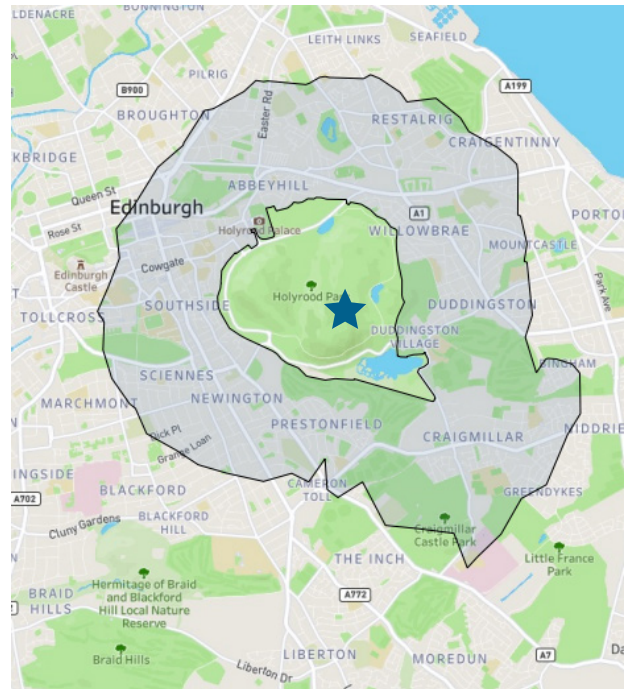 BONNINGTON
LDENACRE
LEITH LINKS
SEAFIELD
PILRIG
B900
A199
BROUGHTON
Easter Rd
RESTALRIG
CRAIGENTINNY
KBRIDGE
Queen St
ABBEYHILL
Edinburgh
A1
PORTO
Rose St
Holyrood Palace
WILLOWBRAE
MOUNTCASTLE
Cowgate
Edinburgh
Castle
Park Ave
Holyrood Pa
SOUTHSIDE
DUDDINGSTON
TOLLCROSS
DUDDINGSTON
VILLAGE
BINGHAM
SCIENNES
MARCHMONT
NEWINGTON
Dick Pl
PRESTONFIELD
CRAIGMILLAR
NIDDRIE
Grange Loan
INGSIDE
CAMERON
TOLL
GREENDYKES
A702
BLACKFORD
BLACKFORD
HILL
Cluny Gardens
Craigmillar
Castle Park
THE INCH
Little France
Park
Hermitage of Braid
and Blackford
Hill Local Nature
Reserve
BRAID
HILLS
A772
Braid Hills
LIBERTON
Liberton Dr
MOREDUN
A7
Da